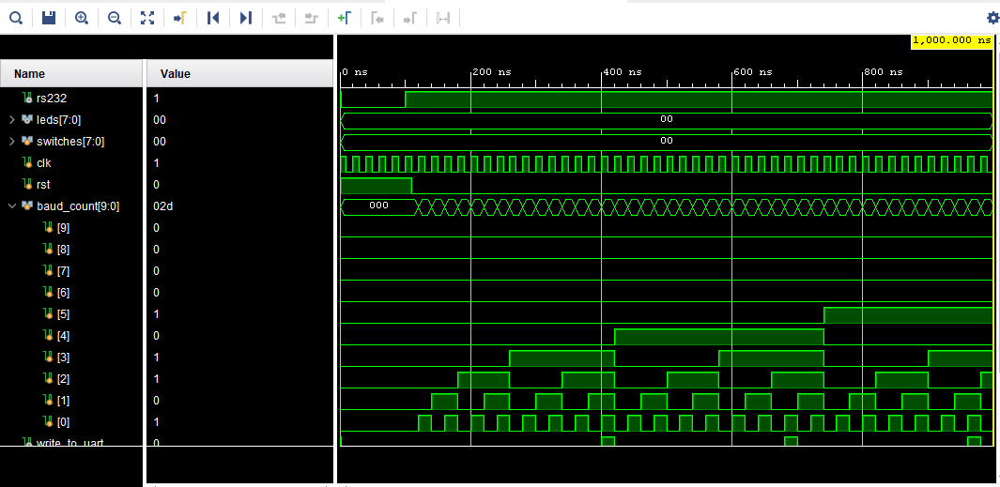 1,000.000 ns
Name Value
0 ns 200 ns 400 ns 600 ns 800 ns
rs232 1
leds[7:0] 00 00
switches[7:0] 00 00
clk 1
rst 0
baud_count[9:0] 02d 000
[9] 0
[8] 0
[7] 0
[6] 0
[5] 1
[4] 0
[3] 1
[2] 1
[1] 0
[0] 1
write_to_uart 0